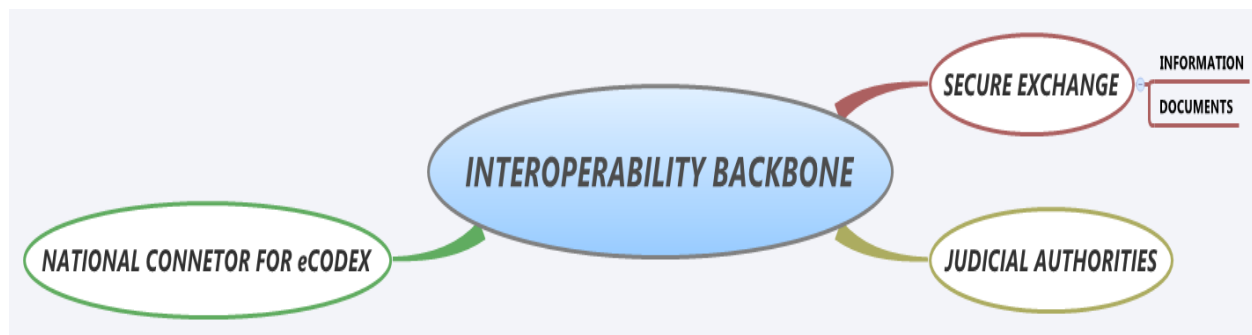 SECURE EXCHANGE
INFORMATION
DOCUMENTS
INTEROPERABILITY BACKBONE
NATIONAL CONNETOR FOR eCODEX
JUDICIAL AUTHORITIES